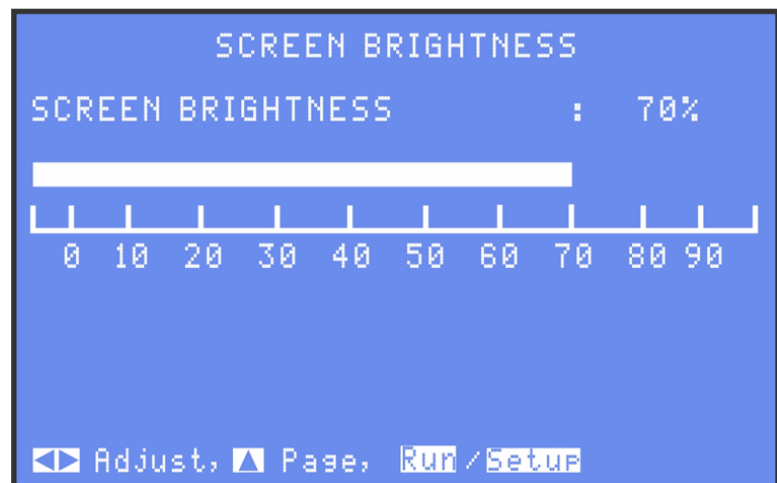 SCREEN BRIGHTNESS
SCREEN BRIGHTNESS : 70%
0 10 20 30 40 50 60 70 80 90
Adjust, Page, Run/Setup